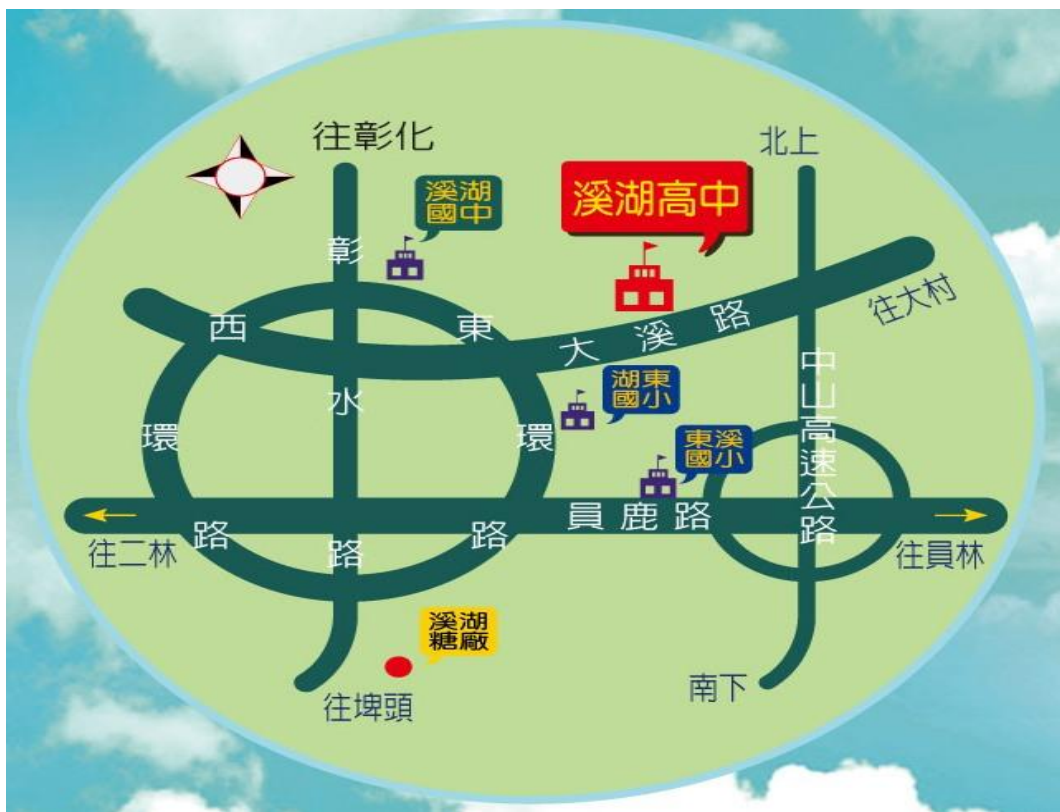 往彰化
北上
溪湖
國中
溪湖高中
往大村
彰水路
西環路
東環路
大溪路
中山高速公路
湖東
國小
東溪
國小
員鹿路
往二林
往員林
溪湖
糖廠
往埤頭
南下